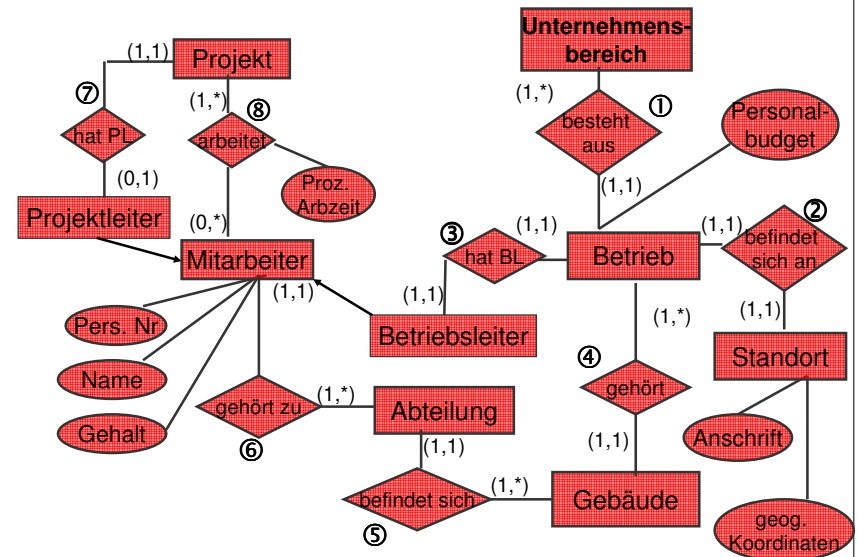 Unternehmens-
bereich
(1,1)
Projekt
⑦
(1,*)
⑧
(1,*)
①
besteht
aus
Personal-
budget
hat PL
arbeitet
(0,1)
Proz.
Arbzeit
(1,1)
Projektleiter
(0,*)
③
(1,1)
(1,1)
②
befindet
sich an
Mitarbeiter
hat BL
Betrieb
(1,1)
(1,1)
(1,1)
Pers. Nr
Betriebsleiter
(1,*)
Standort
Name
④
gehört
gehört zu
(1,*)
Abteilung
Gehalt
⑥
(1,1)
(1,1)
Anschrift
befindet sich
(1,*)
Gebäude
⑤
geog.
Koordinaten